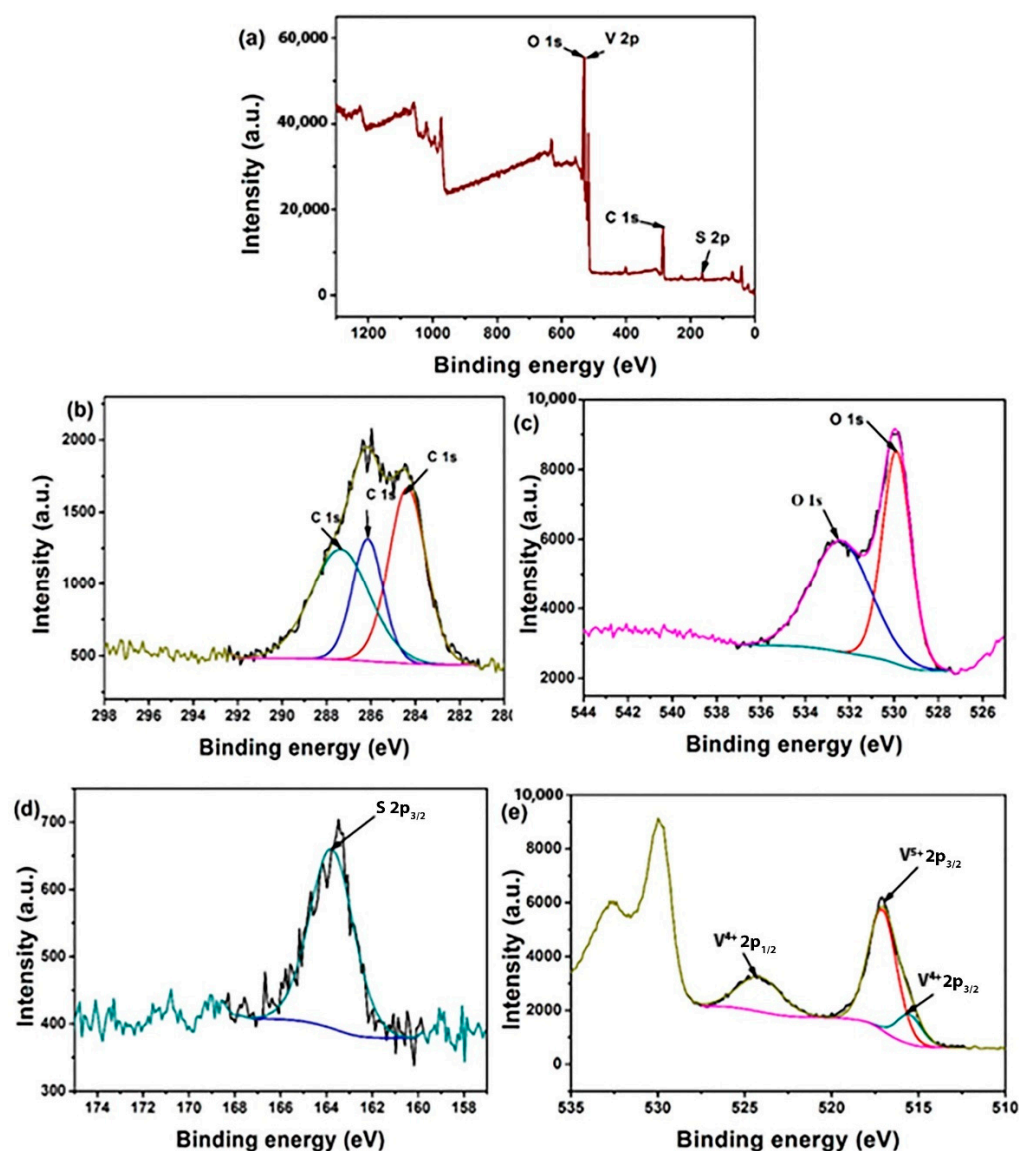 (a)
60,000
40,000
20,000
0
Intensity (a.u.)
O 1s
V 2p
C 1s
S 2p
1200 1000 800 600 400 200 0
Binding energy (eV)
(b)
2000
1500
1000
500
Intensity (a.u.)
C 1s
C 1s
C 1s
298 296 294 292 290 288 286 284 282 280
Binding energy (eV)
(c)
10,000
8000
6000
4000
2000
Intensity (a.u.)
O 1s
O 1s
544 542 540 538 536 534 532 530 528 526
Binding energy (eV)
(d)
700
600
500
400
300
Intensity (a.u.)
S 2p3/2
174 172 170 168 166 164 162 160 158
Binding energy (eV)
(e)
10,000
8000
6000
4000
2000
0
Intensity (a.u.)
V5+ 2p3/2
V4+ 2p1/2
V4+ 2p3/2
535 530 525 520 515 510
Binding energy (eV)